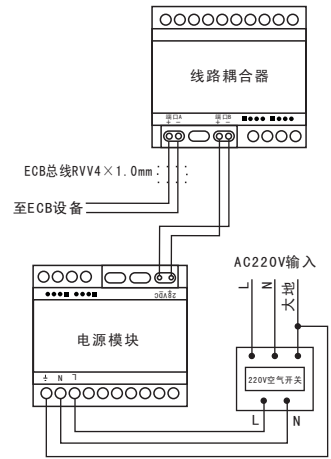 线路耦合器
端口A 端口B
+ − + −
ECB总线RVV4×1.0mm
至ECB设备
AC220V输入
L N 大地
28VDC
电源模块
220V空气开关
N L
L N